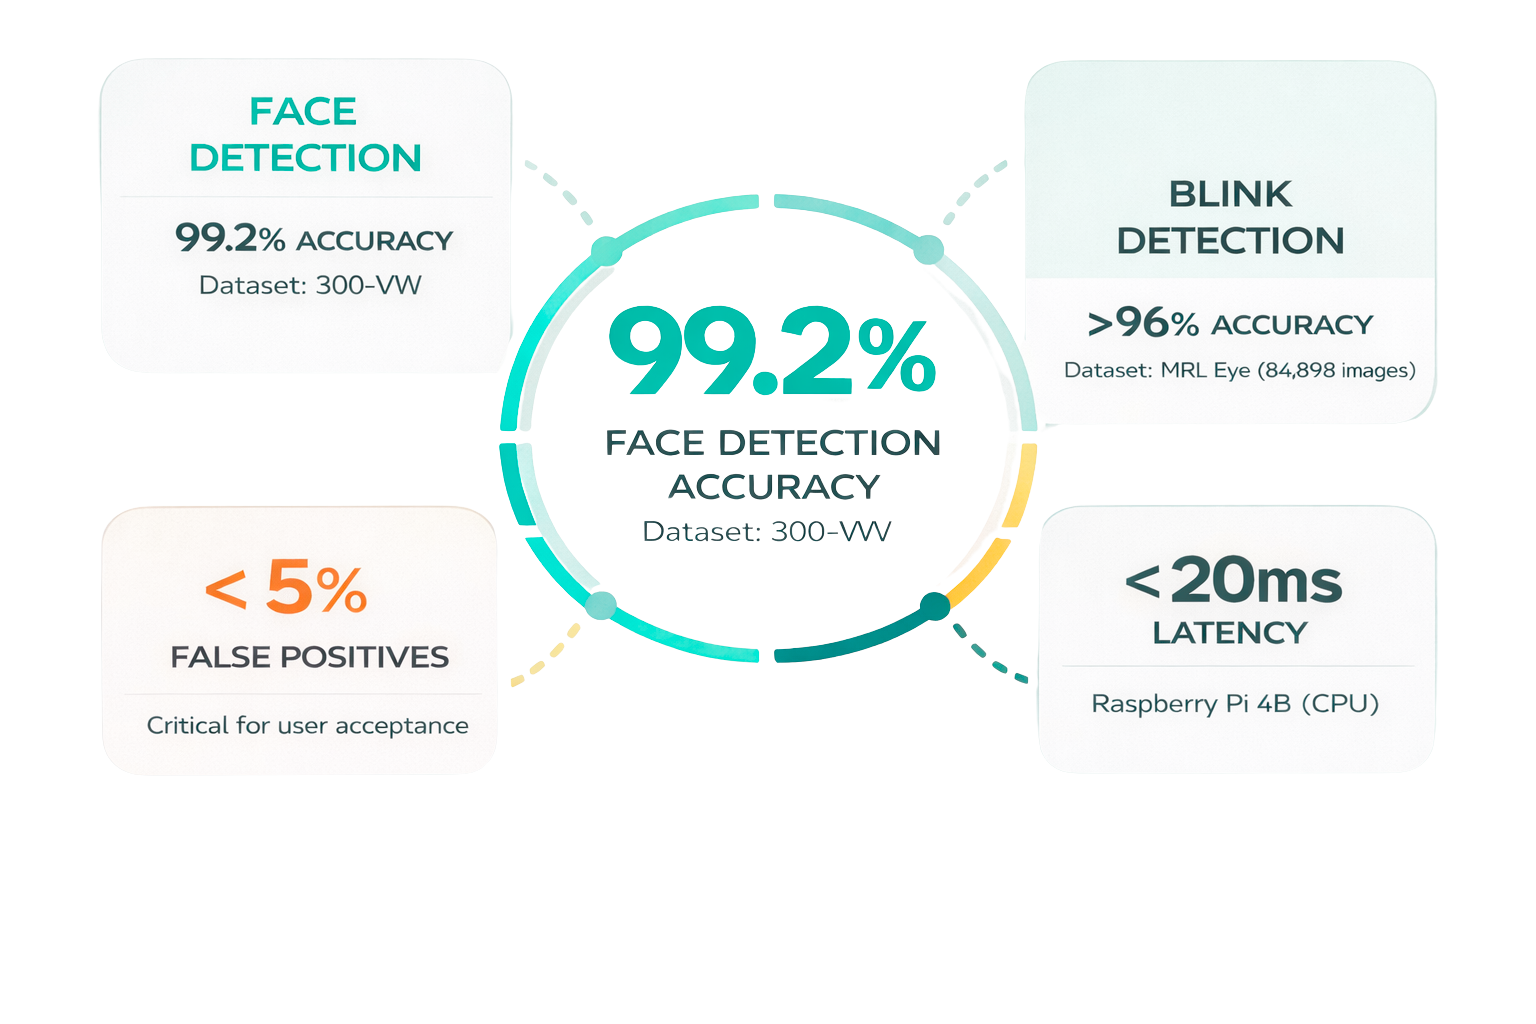 FACE
DETECTION
99.2% ACCURACY
Dataset: 300-VW
BLINK
DETECTION
>96% ACCURACY
Dataset: MRL Eye (84,898 images)
99.2%
FACE DETECTION
ACCURACY
Dataset: 300-VW
< 5%
FALSE POSITIVES
Critical for user acceptance
<20ms
LATENCY
Raspberry Pi 4B (CPU)